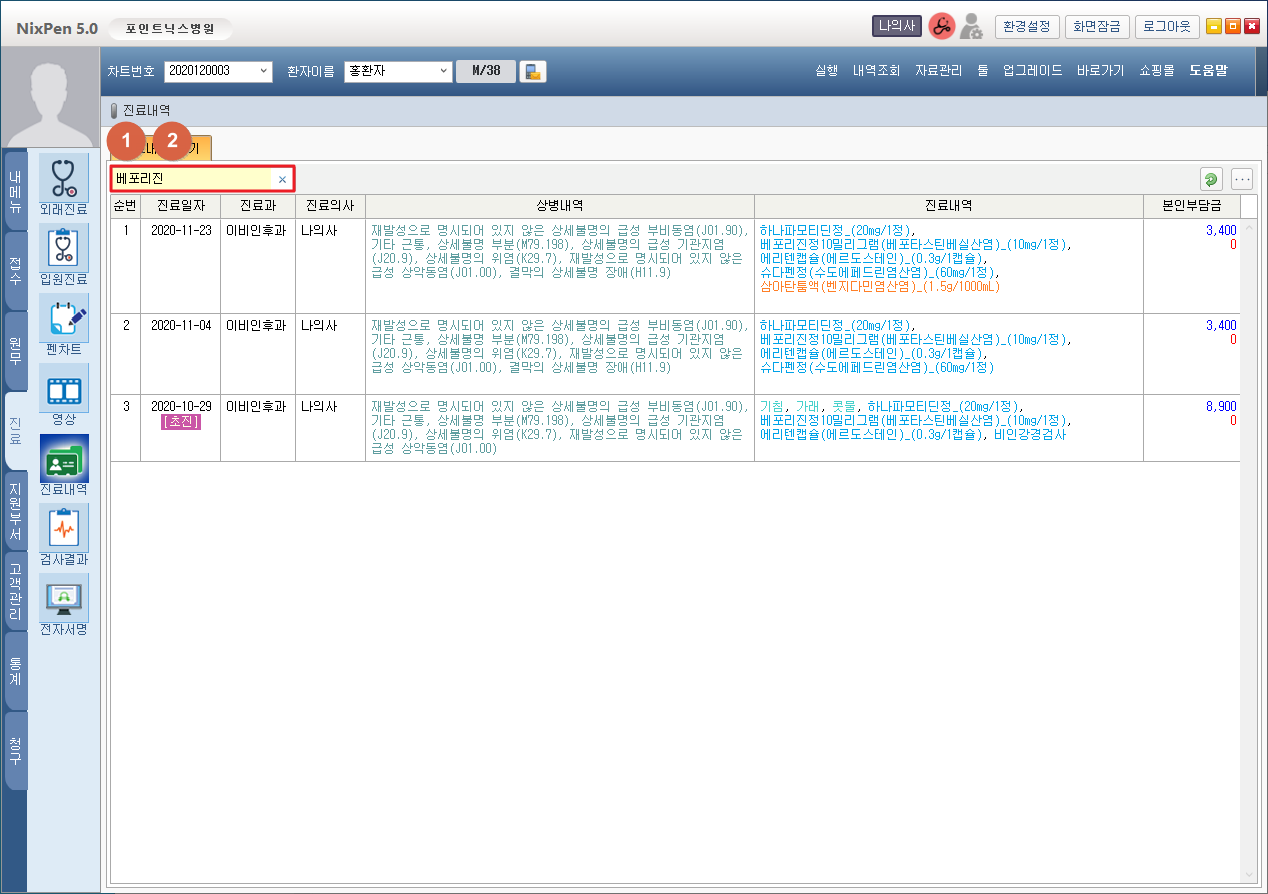 NixPen 5.0 포인트닉스병원 나의사 환경설정 화면잠금 로그아웃
차트번호 2020120003 환자이름 홍환자 M/38 실행 내역조회 자료관리 툴 업그레이드 바로가기 쇼핑몰 도움말
진료내역
1 2
베포리진 ×
내메뉴
접수
원무
진료
지원부서
고객관리
통계
청구
외래진료
입원진료
펜차트
영상
진료내역
검사결과
전자서명
순번 진료일자 진료과 진료의사 상병내역 진료내역 본인부담금
1 2020-11-23 이비인후과 나의사
재발성으로 명시되어 있지 않은 상세불명의 급성 부비동염(J01.90),
기타 근통, 상세불명 부분(M79.198), 상세불명의 급성 기관지염
(J20.9), 상세불명의 위염(K29.7), 재발성으로 명시되어 있지 않은
급성 상악동염(J01.00), 결막의 상세불명 장애(H11.9)
하나파모티딘정_(20mg/1정),
베포리진정10밀리그램(베포타스틴베실산염)_(10mg/1정),
에리텐캡슐(에르도스테인)_(0.3g/1캡슐),
슈다펜정(수도에페드린염산염)_(60mg/1정),
삼아탄툼액(벤지다민염산염)_(1.5g/1000mL)
3,400
0
2 2020-11-04 이비인후과 나의사
재발성으로 명시되어 있지 않은 상세불명의 급성 부비동염(J01.90),
기타 근통, 상세불명 부분(M79.198), 상세불명의 급성 기관지염
(J20.9), 상세불명의 위염(K29.7), 재발성으로 명시되어 있지 않은
급성 상악동염(J01.00), 결막의 상세불명 장애(H11.9)
하나파모티딘정_(20mg/1정),
베포리진정10밀리그램(베포타스틴베실산염)_(10mg/1정),
에리텐캡슐(에르도스테인)_(0.3g/1캡슐),
슈다펜정(수도에페드린염산염)_(60mg/1정)
3,400
0
3 2020-10-29 이비인후과 나의사
[초진]
재발성으로 명시되어 있지 않은 상세불명의 급성 부비동염(J01.90),
기타 근통, 상세불명 부분(M79.198), 상세불명의 급성 기관지염
(J20.9), 상세불명의 위염(K29.7), 재발성으로 명시되어 있지 않은
급성 상악동염(J01.00)
기침, 가래, 콧물, 하나파모티딘정_(20mg/1정),
베포리진정10밀리그램(베포타스틴베실산염)_(10mg/1정),
에리텐캡슐(에르도스테인)_(0.3g/1캡슐), 비인강경검사
8,900
0